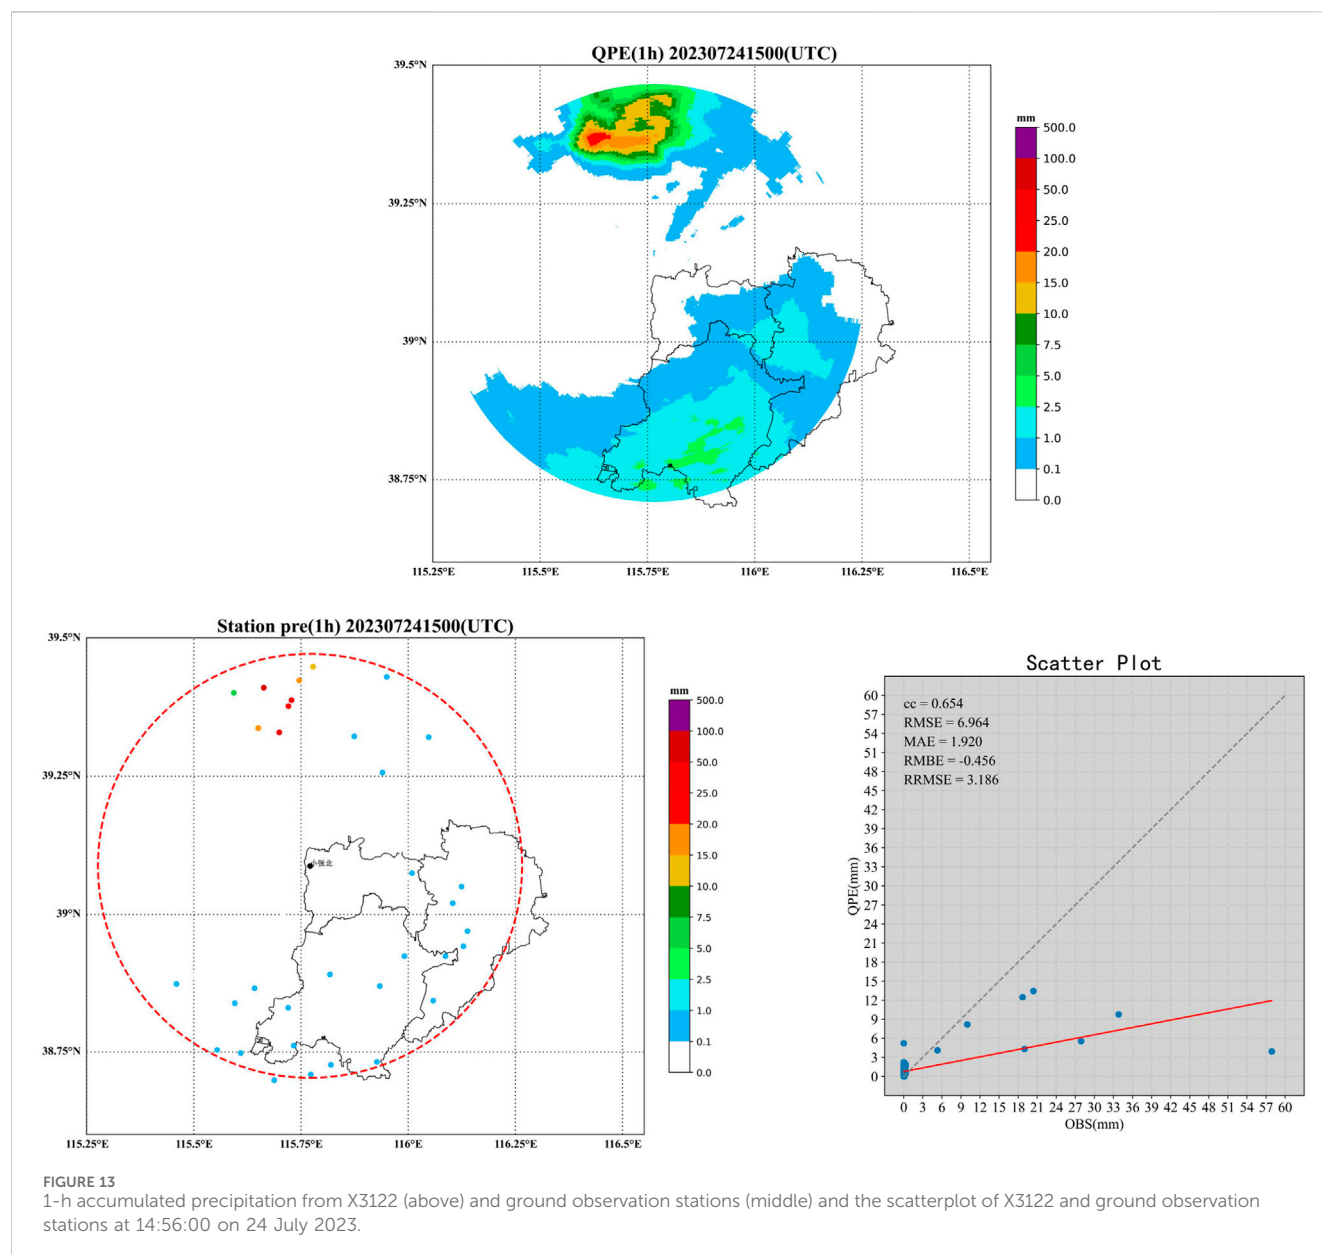 QPE(1h) 202307241500(UTC)
39.5°N
39.25°N
39°N
38.75°N
115.25°E 115.5°E 115.75°E 116°E 116.25°E 116.5°E
mm
500.0
100.0
50.0
25.0
20.0
15.0
10.0
7.5
5.0
2.5
1.0
0.1
0.0
Station pre(1h) 202307241500(UTC)
39.5°N
39.25°N
39°N
38.75°N
小张北
115.25°E 115.5°E 115.75°E 116°E 116.25°E 116.5°E
mm
500.0
100.0
50.0
25.0
20.0
15.0
10.0
7.5
5.0
2.5
1.0
0.1
0.0
Scatter Plot
cc = 0.654
RMSE = 6.964
MAE = 1.920
RMBE = -0.456
RRMSE = 3.186
QPE(mm)
60
57
54
51
48
45
42
39
36
33
30
27
24
21
18
15
12
9
6
3
0
0 3 6 9 12 15 18 21 24 27 30 33 36 39 42 45 48 51 54 57 60
OBS(mm)
FIGURE 13
1-h accumulated precipitation from X3122 (above) and ground observation stations (middle) and the scatterplot of X3122 and ground observation
stations at 14:56:00 on 24 July 2023.